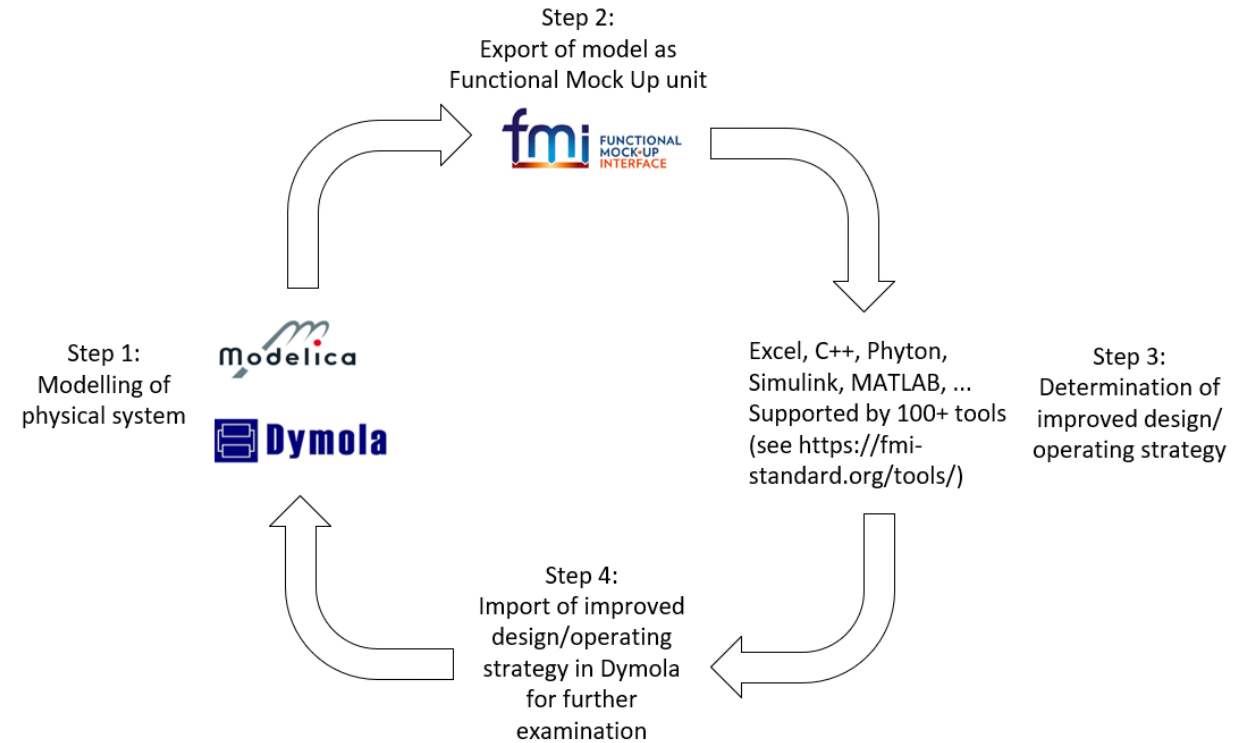 Step 2:
Export of model as
Functional Mock Up unit
fmi
FUNCTIONAL
MOCK-UP
INTERFACE
Step 1:
Modelling of
physical system
Modelica
Dymola
Excel, C++, Phyton,
Simulink, MATLAB, ...
Supported by 100+ tools
(see https://fmi-
standard.org/tools/)
Step 3:
Determination of
improved design/
operating strategy
Step 4:
Import of improved
design/operating
strategy in Dymola
for further
examination